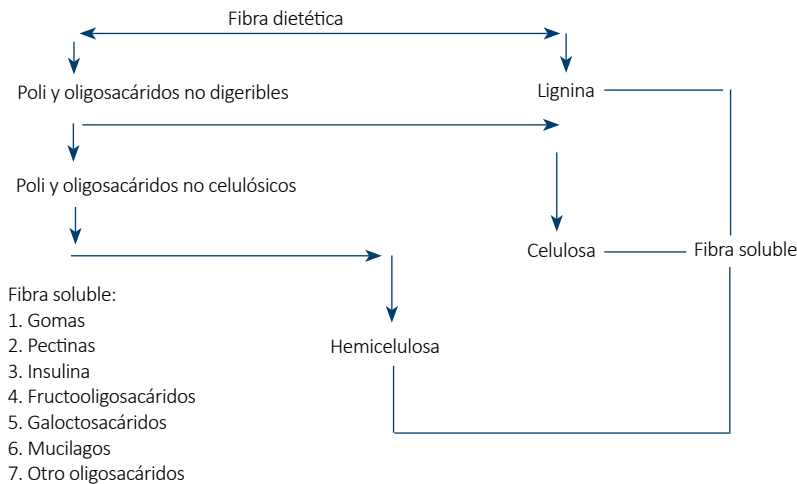 Fibra dietética
Poli y oligosacáridos no digeribles
Lignina
Poli y oligosacáridos no celulósicos
Celulosa
Fibra soluble
Fibra soluble:
1. Gomas
2. Pectinas
3. Insulina
4. Fructooligosacáridos
5. Galoctosacáridos
6. Mucilagos
7. Otro oligosacáridos
Hemicelulosa